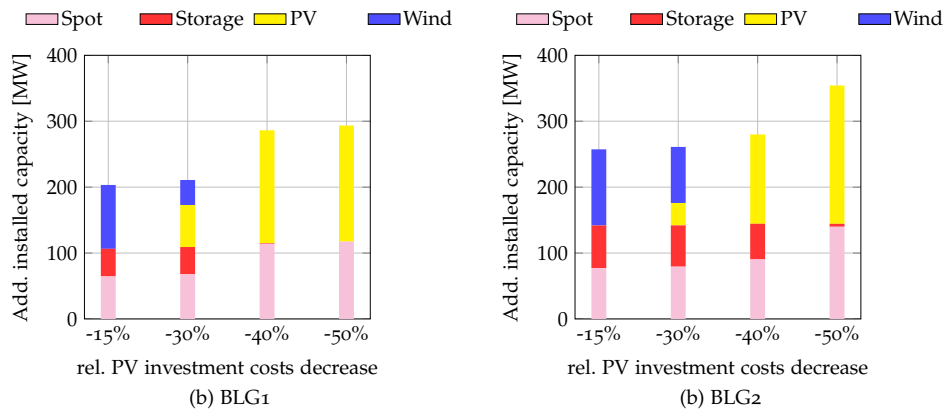 Spot Storage PV Wind
Add. installed capacity [MW]
400
300
200
100
0
-15% -30% -40% -50%
rel. PV investment costs decrease
(b) BLG1
Spot Storage PV Wind
Add. installed capacity [MW]
400
300
200
100
0
-15% -30% -40% -50%
rel. PV investment costs decrease
(b) BLG2